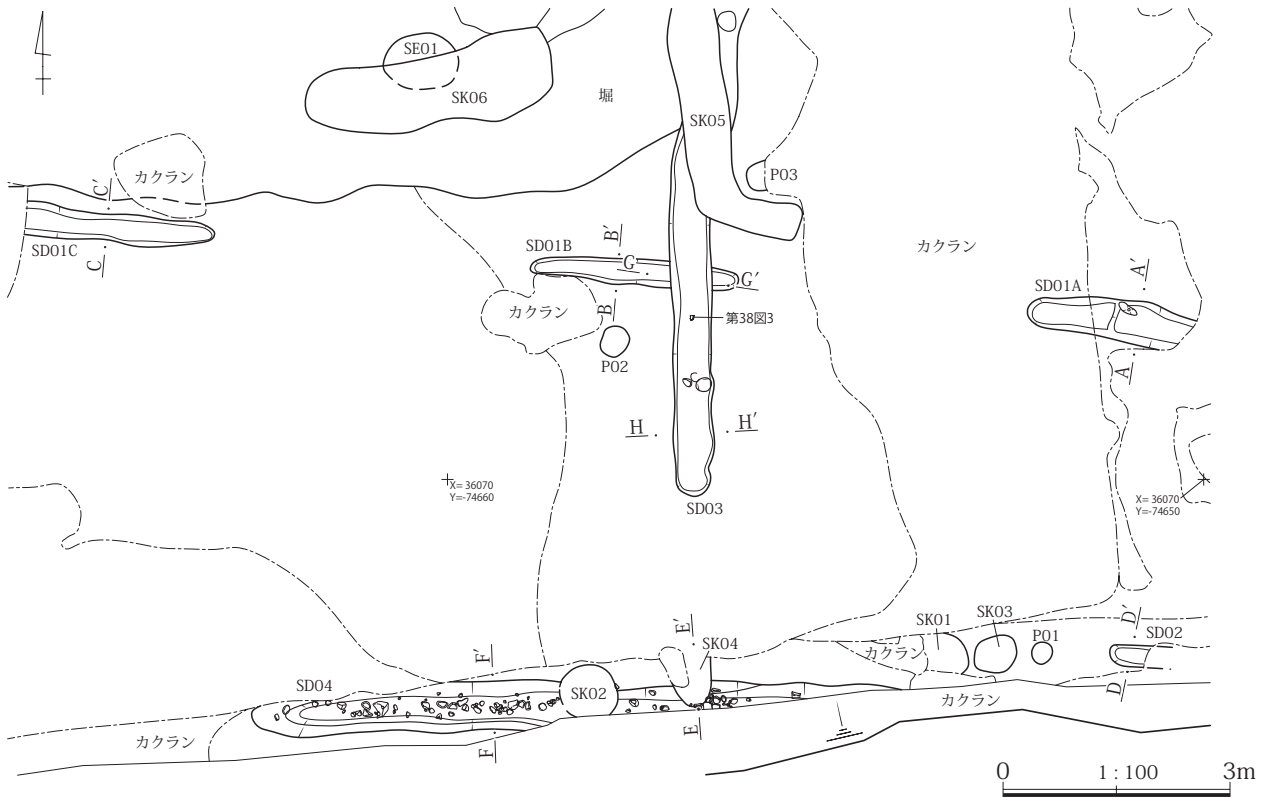 SE01
SK06
堀
SK05
カクラン
C′
P03
SD01C
C
B′
SD01B
G
G′
カクラン
A′
SD01A
カクラン
B
第38図3
P02
A
H
H′
X= 36070
Y=-74660
SD03
X= 36070
Y=-74650
E′
SK04
SK01
SK03
P01
D′
SD02
カクラン
F′
SD04
SK02
D
カクラン
カクラン
F
E
0
1 : 100
3m